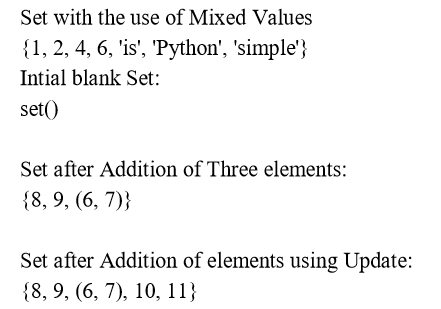 Set with the use of Mixed Values
{1, 2, 4, 6, 'is', 'Python', 'simple'}
Intial blank Set:
set()
Set after Addition of Three elements:
{8, 9, (6, 7)}
Set after Addition of elements using Update:
{8, 9, (6, 7), 10, 11}